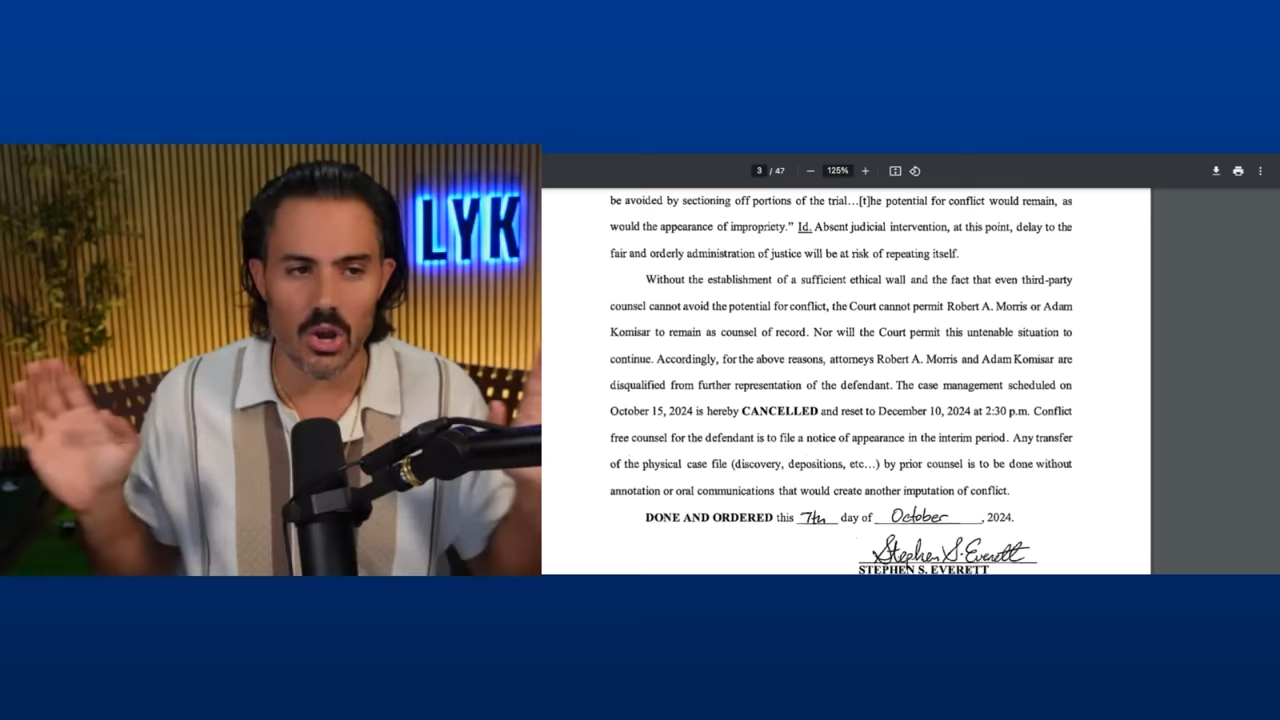 LYK
3 / 47
125%
be avoided by sectioning off portions of the trial…[t]he potential for conflict would remain, as
would the appearance of impropriety.” Id. Absent judicial intervention, at this point, delay to the
fair and orderly administration of justice will be at risk of repeating itself.
Without the establishment of a sufficient ethical wall and the fact that even third-party
counsel cannot avoid the potential for conflict, the Court cannot permit Robert A. Morris or Adam
Komisar to remain as counsel of record. Nor will the Court permit this untenable situation to
continue. Accordingly, for the above reasons, attorneys Robert A. Morris and Adam Komisar are
disqualified from further representation of the defendant. The case management scheduled on
October 15, 2024 is hereby CANCELLED and reset to December 10, 2024 at 2:30 p.m. Conflict
free counsel for the defendant is to file a notice of appearance in the interim period. Any transfer
of the physical case file (discovery, depositions, etc…) by prior counsel is to be done without
annotation or oral communications that would create another imputation of conflict.
DONE AND ORDERED this 7th day of October, 2024.
Stephen S. Everett
STEPHEN S. EVERETT